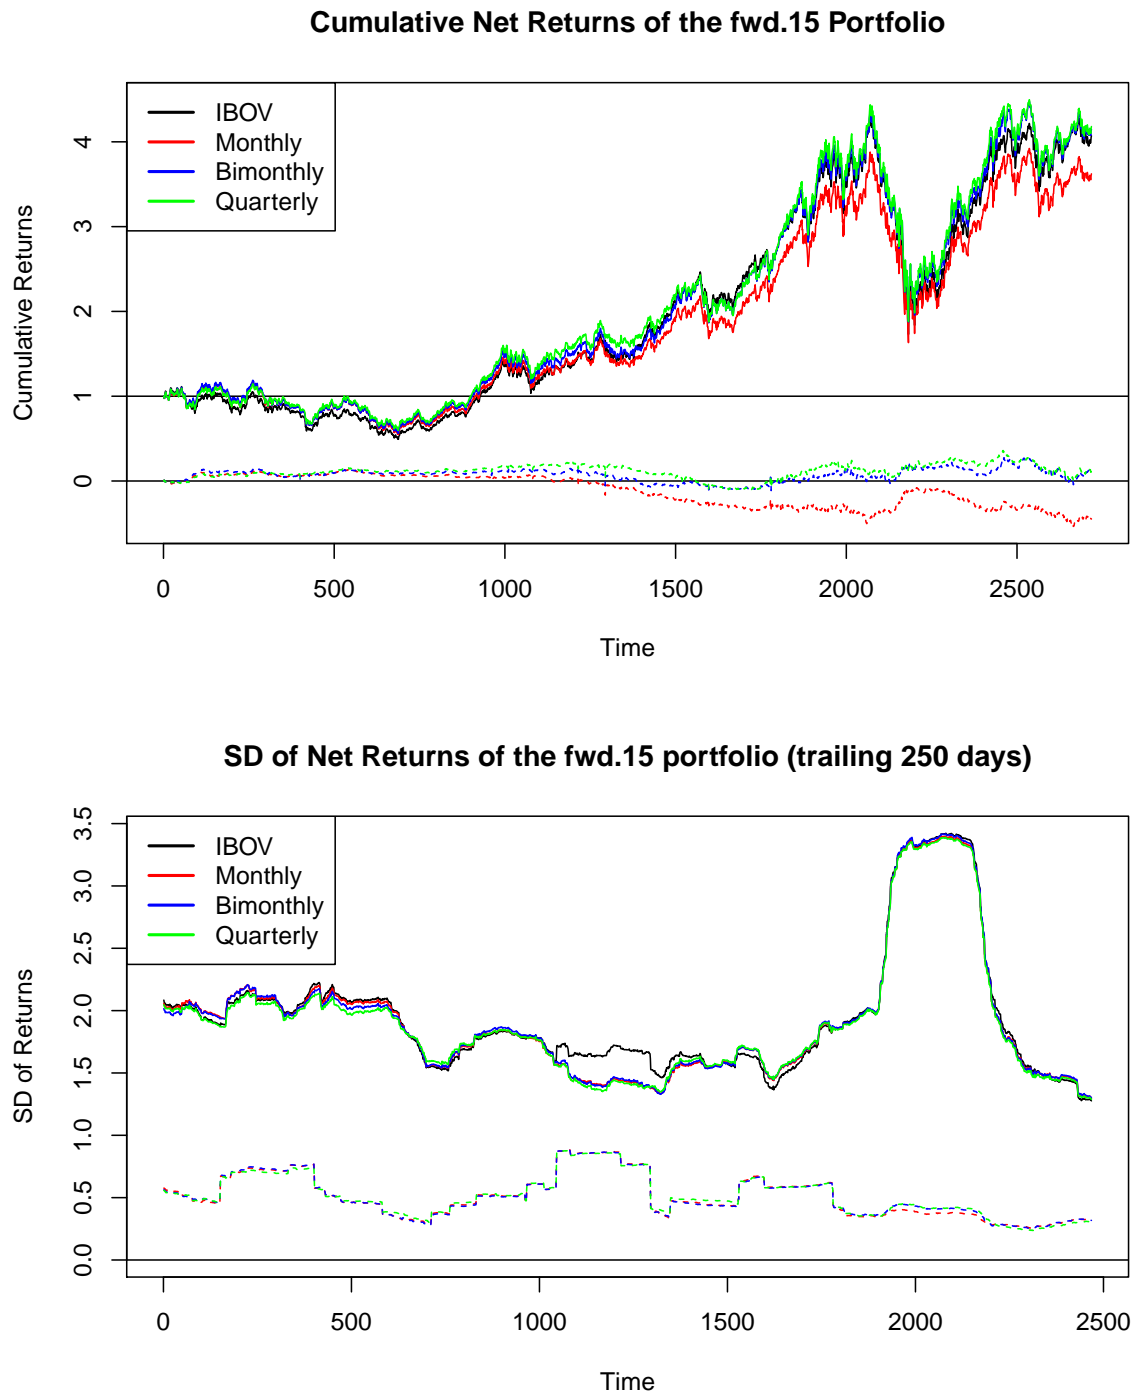 Cumulative Net Returns of the fwd.15 Portfolio
IBOV
Monthly
Bimonthly
Quarterly
Cumulative Returns
4
3
2
1
0
0 500 1000 1500 2000 2500
Time
SD of Net Returns of the fwd.15 portfolio (trailing 250 days)
IBOV
Monthly
Bimonthly
Quarterly
SD of Returns
3.5
3.0
2.5
2.0
1.5
1.0
0.5
0.0
0 500 1000 1500 2000 2500
Time